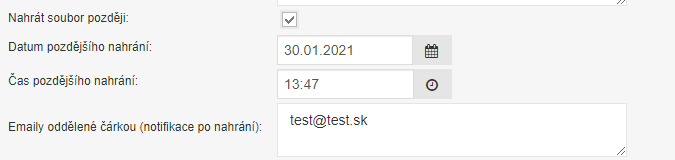 Nahrát soubor později:
Datum pozdějšího nahrání: 30.01.2021
Čas pozdějšího nahrání: 13:47
Emaily oddělené čárkou (notifikace po nahrání): test@test.sk